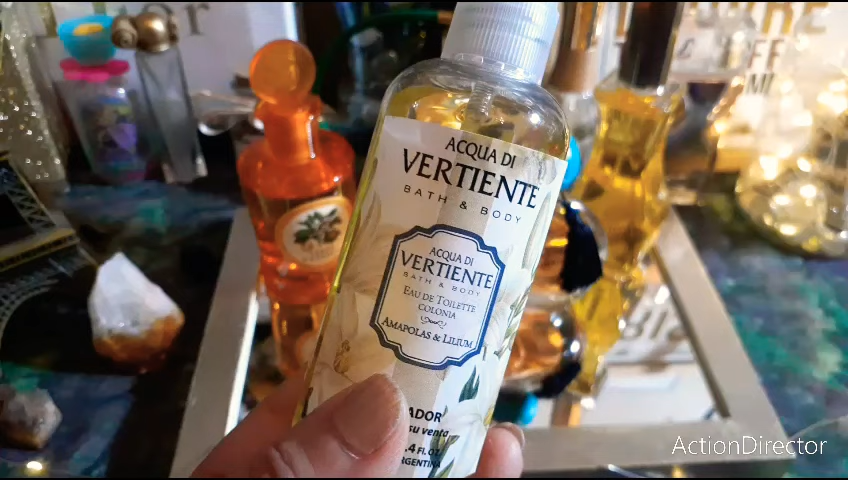 ACQUA DI
VERTIENTE
BATH & BODY
ACQUA DI
VERTIENTE
BATH & BODY
EAU DE TOILETTE
COLONIA
AMAPOLAS & LILIUM
ADOR
su venta
.4 FL OZ
RGENTINA
ActionDirector